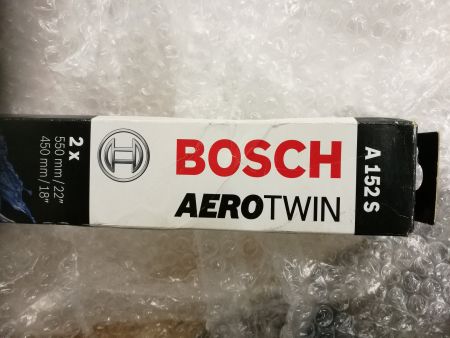 2 x
550 mm / 22"
450 mm / 18"
BOSCH
AEROTWIN
A 152 S